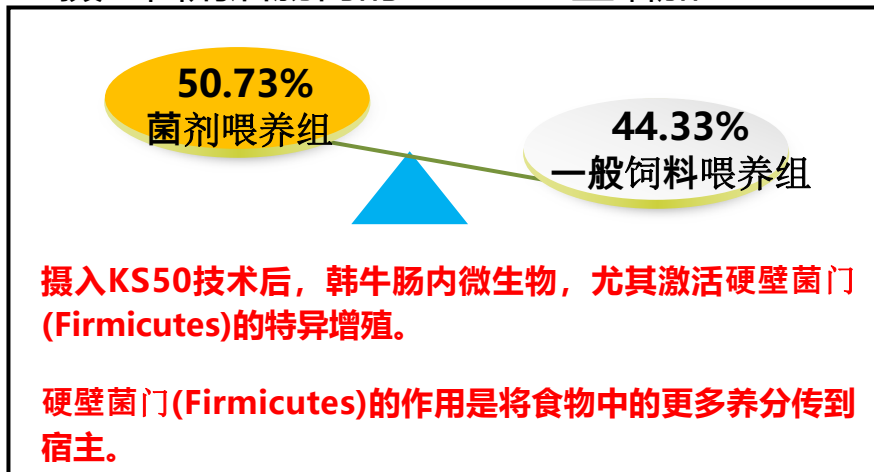 50.73%
菌剂喂养组
44.33%
一般饲料喂养组
摄入KS50技术后，韩牛肠内微生物，尤其激活硬壁菌门
(Firmicutes)的特异增殖。
硬壁菌门(Firmicutes)的作用是将食物中的更多养分传到
宿主。